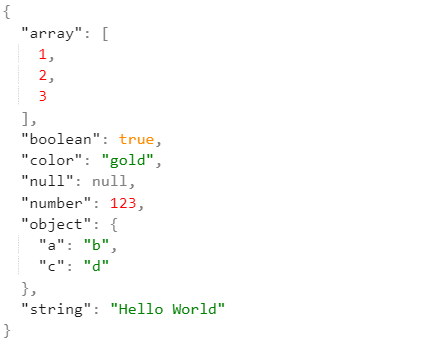 {
  "array": [
    1,
    2,
    3
  ],
  "boolean": true,
  "color": "gold",
  "null": null,
  "number": 123,
  "object": {
    "a": "b",
    "c": "d"
  },
  "string": "Hello World"
}